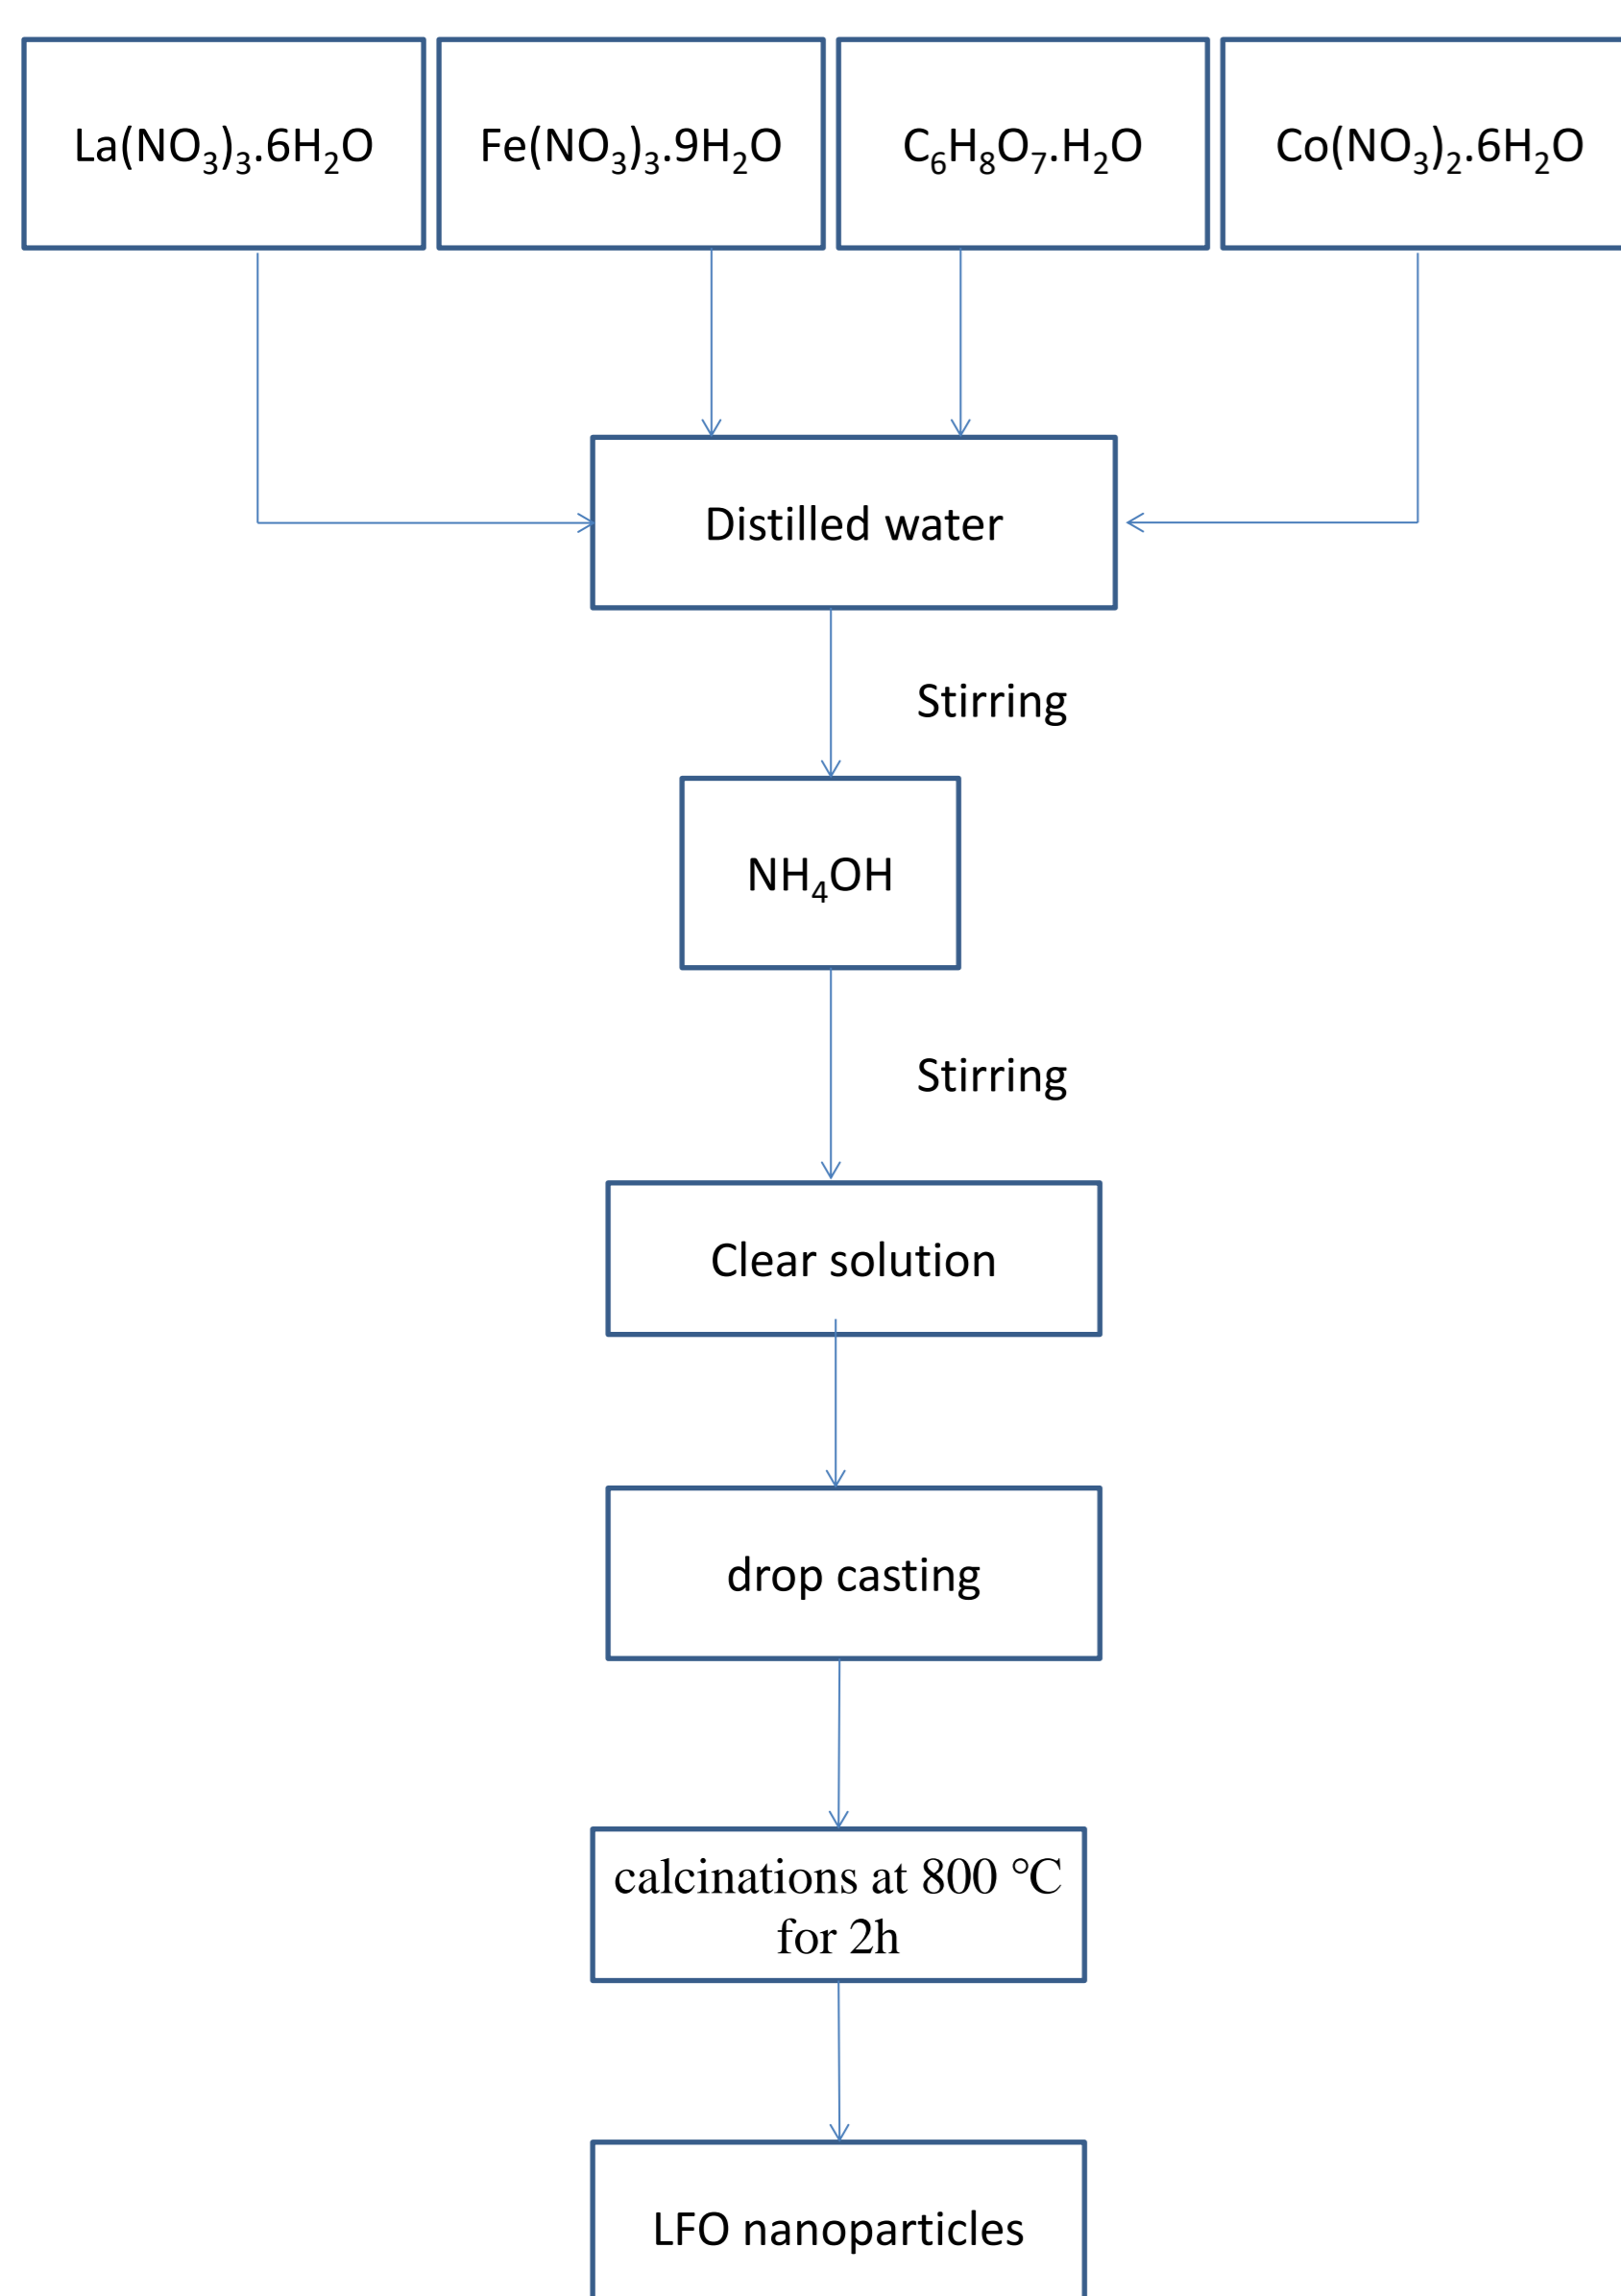 La(NO₃)₃.6H₂O
Fe(NO₃)₃.9H₂O
C₆H₈O₇.H₂O
Co(NO₃)₂.6H₂O
Distilled water
Stirring
NH₄OH
Stirring
Clear solution
drop casting
calcinations at 800 °C
for 2h
LFO nanoparticles